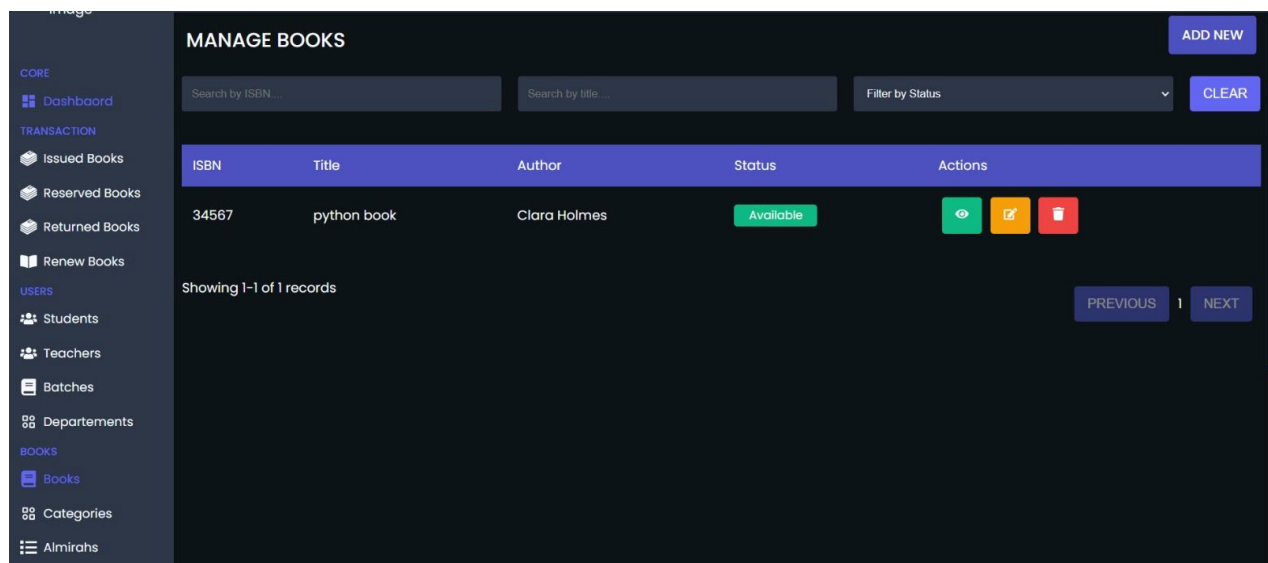 image
CORE
Dashbaord
TRANSACTION
Issued Books
Reserved Books
Returned Books
Renew Books
USERS
Students
Teachers
Batches
Departements
BOOKS
Books
Categories
Almirahs
MANAGE BOOKS
ADD NEW
Search by ISBN....
Search by title....
Filter by Status
CLEAR
ISBN Title Author Status Actions
34567 python book Clara Holmes Available
Showing 1-1 of 1 records
PREVIOUS 1 NEXT